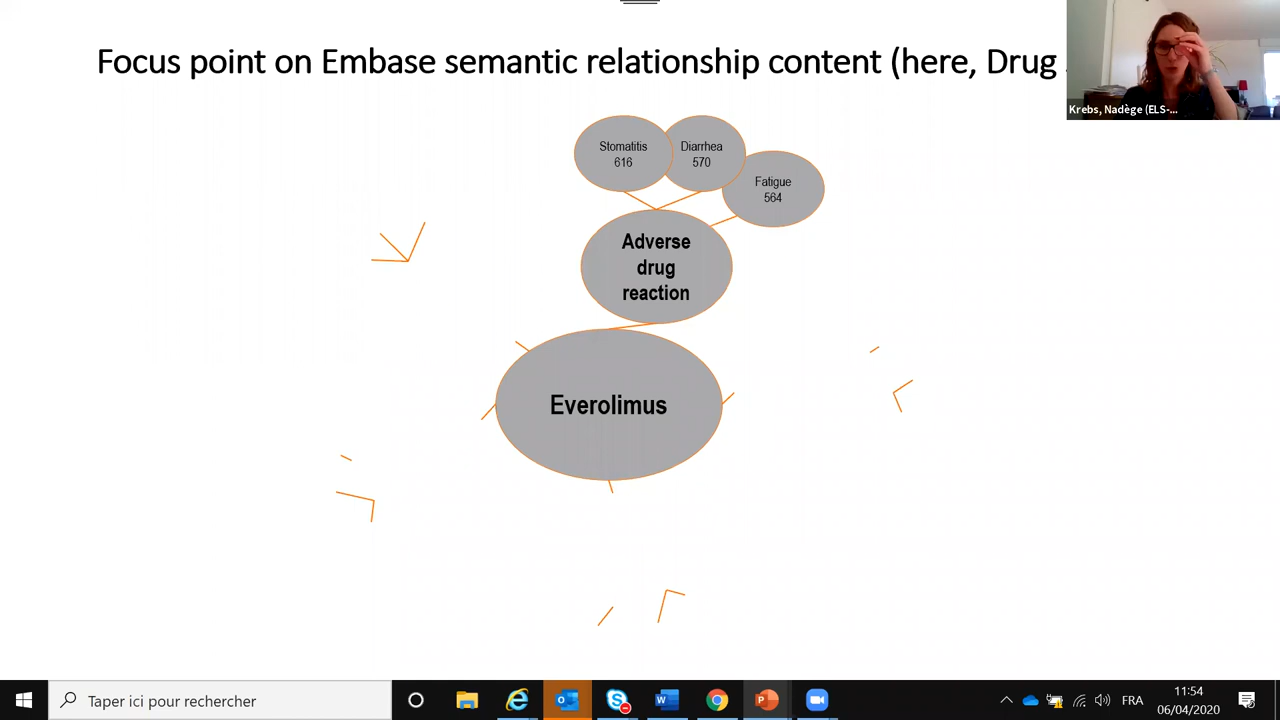 Focus point on Embase semantic relationship content (here, Drug
Krebs, Nadège (ELS-...
Stomatitis
616
Diarrhea
570
Fatigue
564
Adverse
drug
reaction
Everolimus
Taper ici pour rechercher
FRA
11:54
06/04/2020